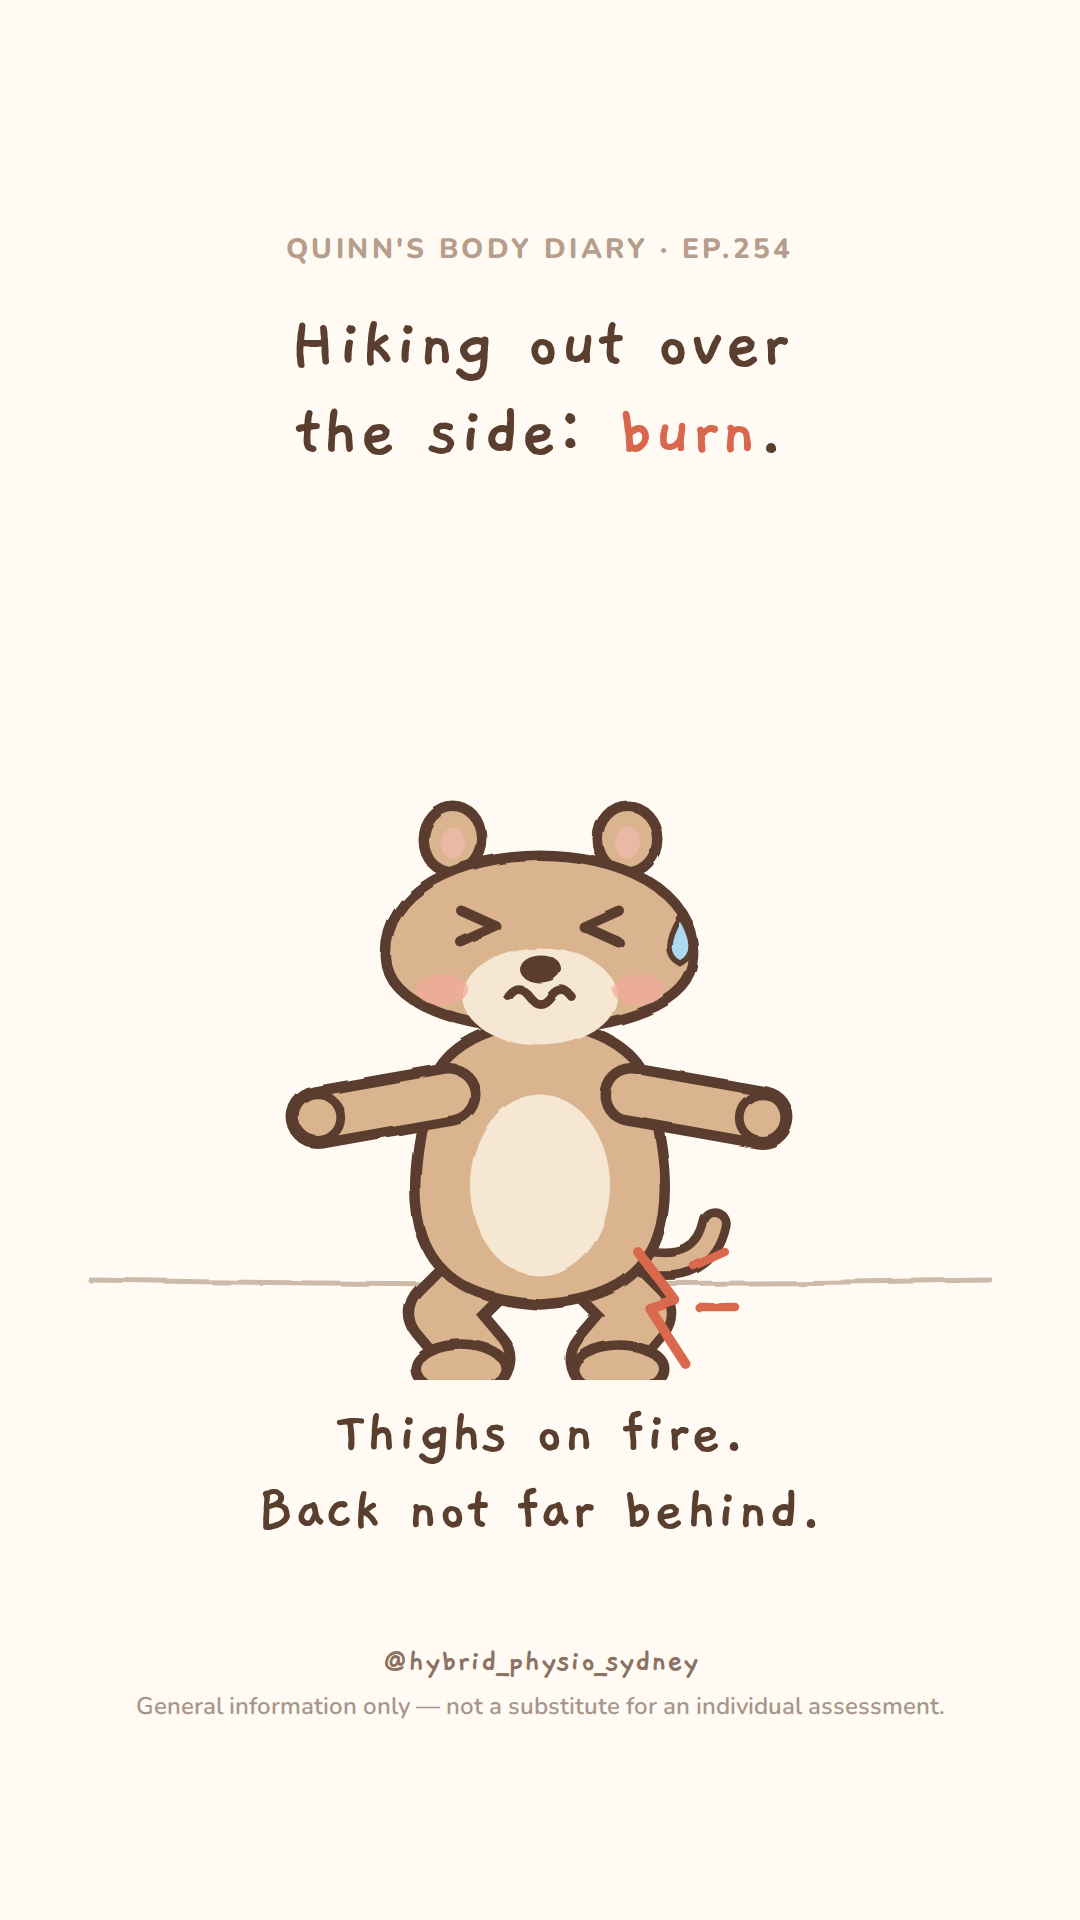 QUINN'S BODY DIARY · EP.254
Hiking out over
the side: burn.
Thighs on fire.
Back not far behind.
@hybrid_physio_sydney
General information only — not a substitute for an individual assessment.